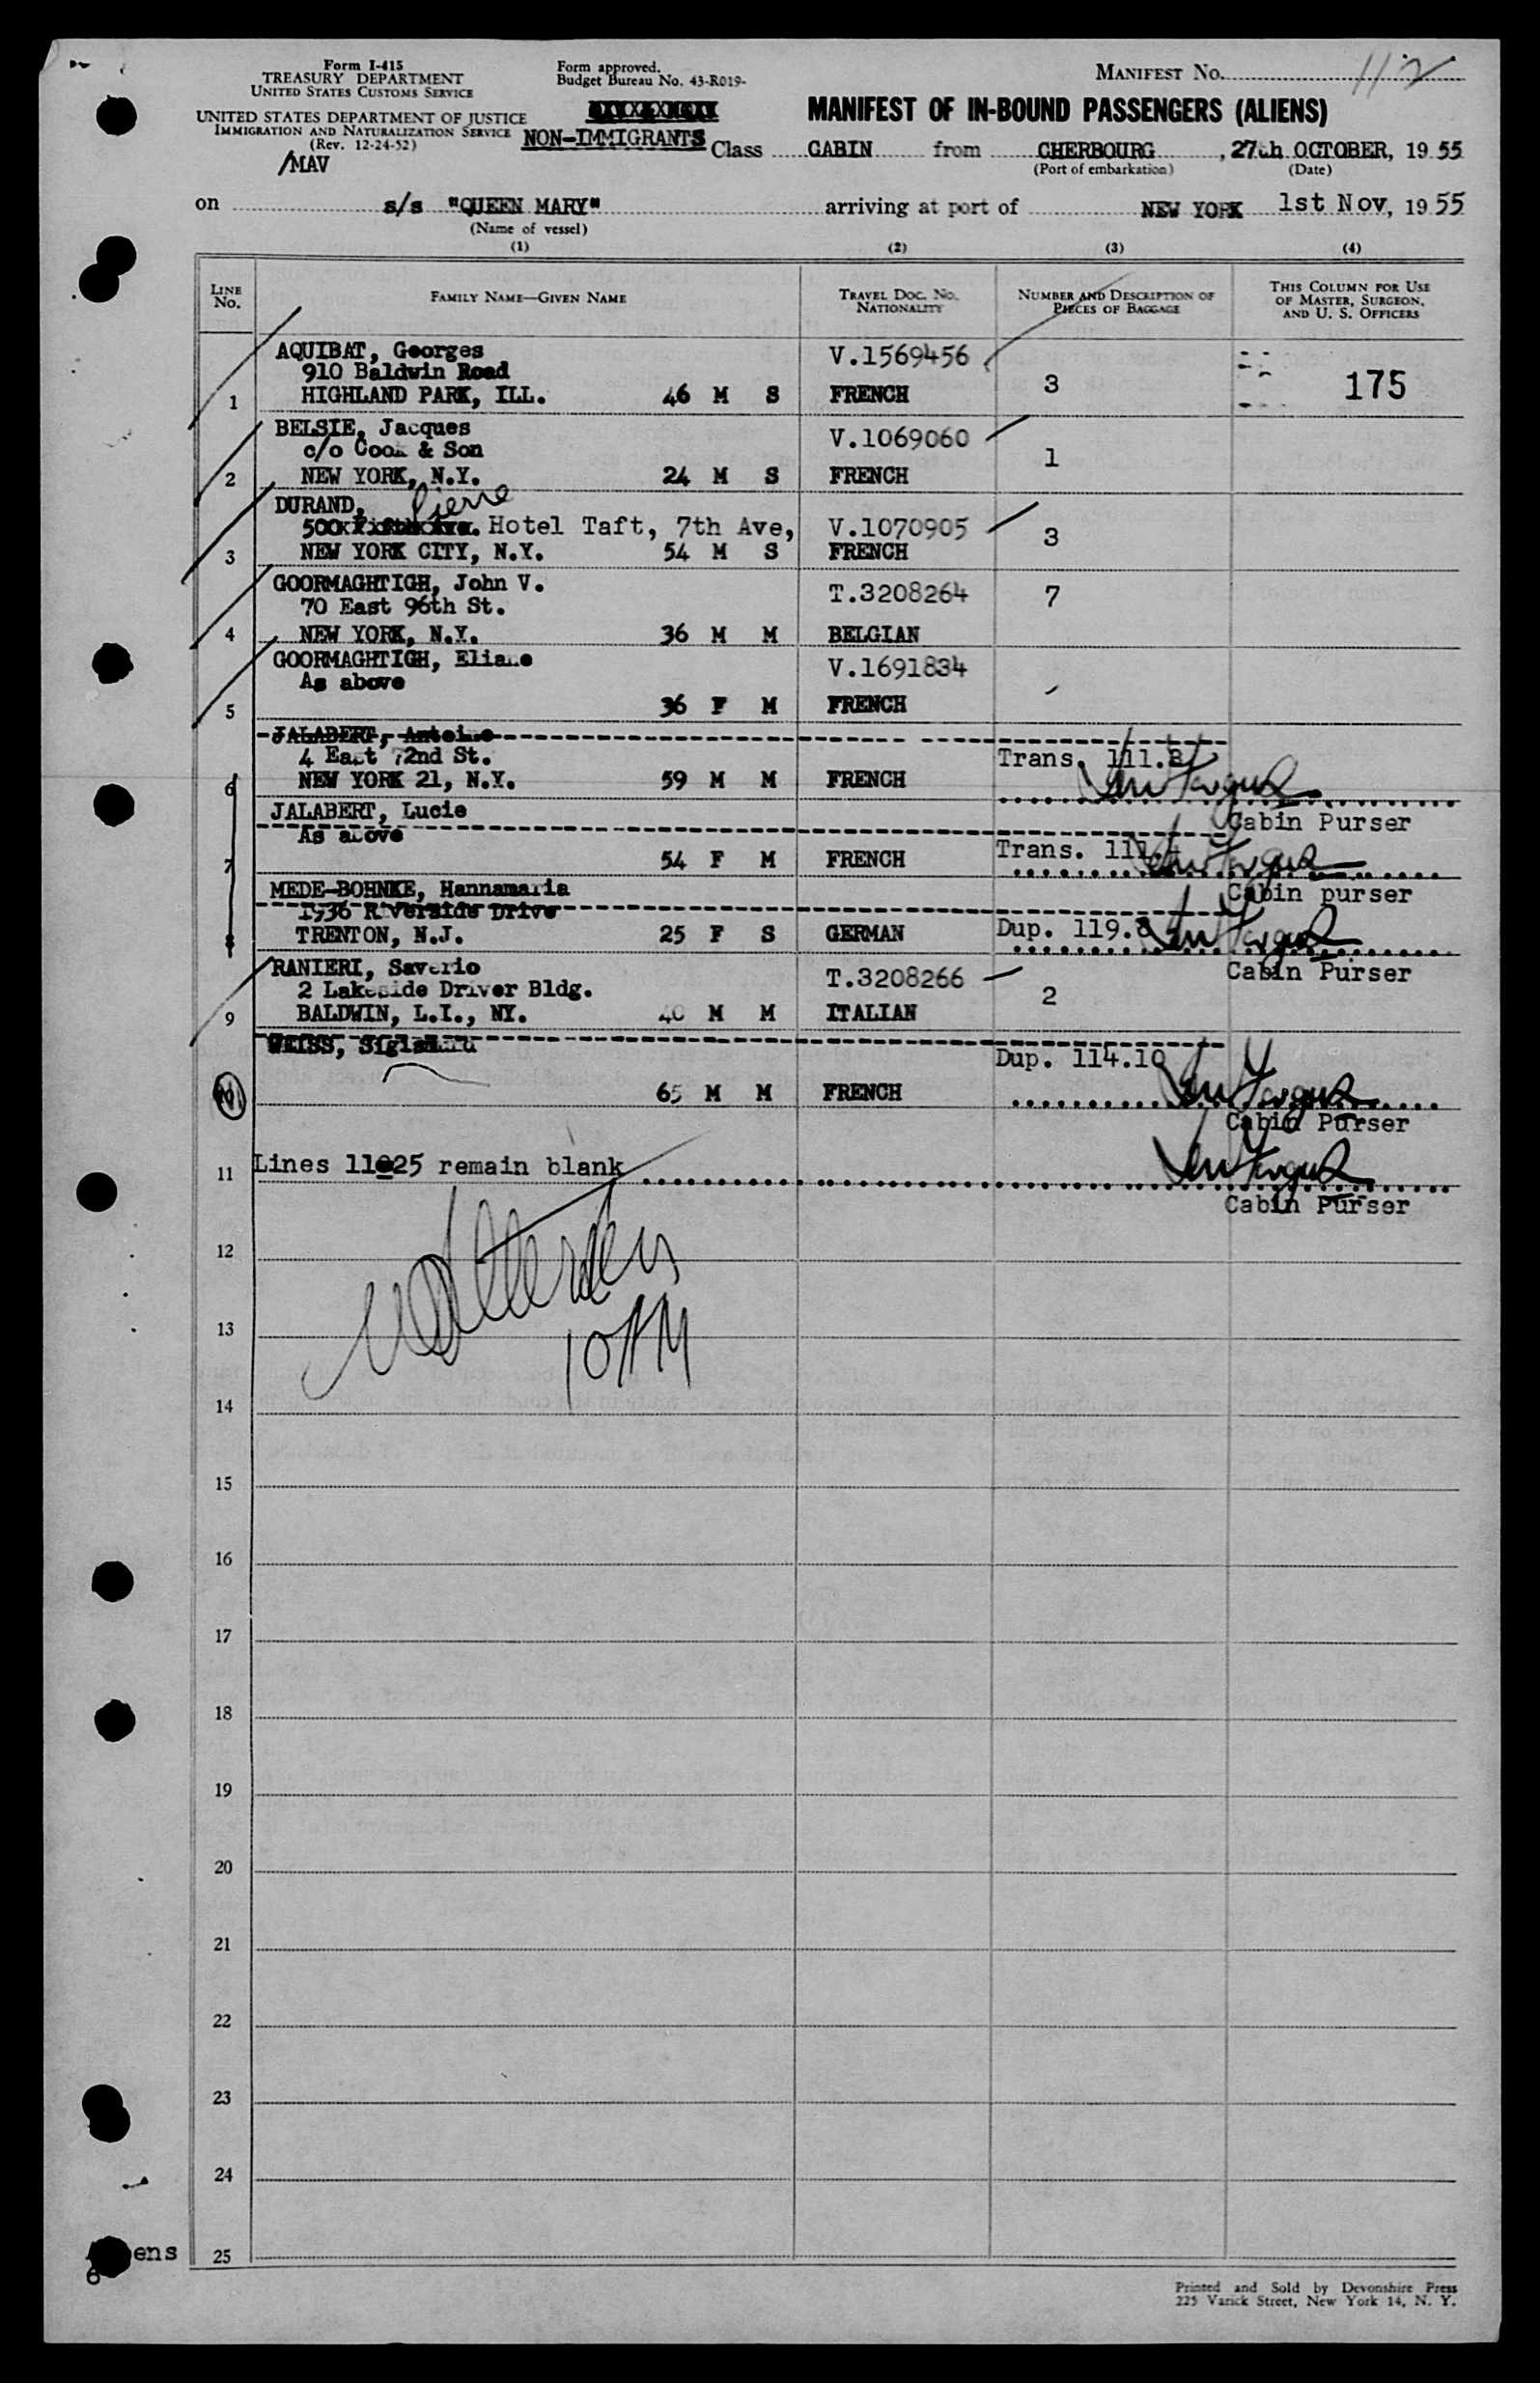 Form I-415
TREASURY DEPARTMENT
UNITED STATES CUSTOMS SERVICE
UNITED STATES DEPARTMENT OF JUSTICE
IMMIGRATION AND NATURALIZATION SERVICE
(Rev. 12-24-52)
/MAV
Form approved.
Budget Bureau No. 43-R019-
NON-IMMIGRANTS
MANIFEST No. 112
MANIFEST OF IN-BOUND PASSENGERS (ALIENS)
Class CABIN from CHERBOURG, 27th OCTOBER, 1955
(Port of embarkation) (Date)
on s/s "QUEEN MARY" arriving at port of NEW YORK 1st Nov, 1955
(Name of vessel)
(1) (2) (3) (4)
LINE No. FAMILY NAME—GIVEN NAME TRAVEL DOC. No. NATIONALITY NUMBER AND DESCRIPTION OF PIECES OF BAGGAGE THIS COLUMN FOR USE OF MASTER, SURGEON, AND U. S. OFFICERS
AQUIBAT, Georges V.1569456
910 Baldwin Road
1 HIGHLAND PARK, ILL. 46 M S FRENCH 3 175
BELSIE, Jacques V.1069060
c/o Cook & Son
2 NEW YORK, N.Y. 24 M S FRENCH 1
DURAND, Pierre
500 Hotel Taft, 7th Ave, V.1070905
3 NEW YORK CITY, N.Y. 54 M S FRENCH 3
GOORMAGHTIGH, John V. T.3208264 7
70 East 96th St.
4 NEW YORK, N.Y. 36 M M BELGIAN
GOORMAGHTIGH, Eliane V.1691834
As above
5 36 F M FRENCH
JALABERT, Antoine
4 East 72nd St. Trans. 111.
6 NEW YORK 21, N.Y. 59 M M FRENCH
JALABERT, Lucie Cabin Purser
As above
7 54 F M FRENCH Trans. 111.
MEDE-BOHNKE, Hannamaria Cabin purser
1936 Riverside Drive
8 TRENTON, N.J. 25 F S GERMAN Dup. 119.8
RANIERI, Saverio T.3208266 Cabin Purser
2 Lakeside Driver Bldg.
9 BALDWIN, L.I., NY. 40 M M ITALIAN 2
WEISS, Dup. 114.10
65 M M FRENCH
Cabin Purser
11 Lines 11@25 remain blank
Cabin Purser
12
10AM
13
14
15
16
17
18
19
20
21
22
23
24
ens 25
6
Printed and Sold by Devonshire Press
225 Varick Street, New York 14, N. Y.